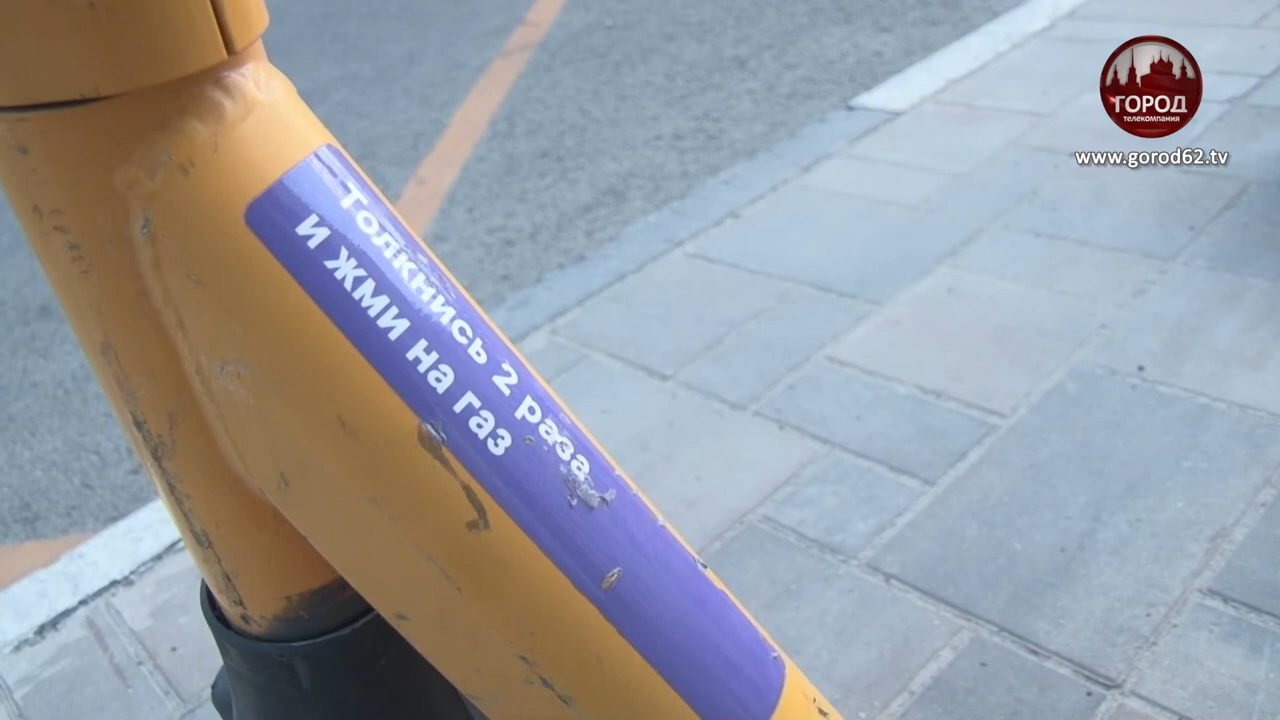 Толкнись 2 раза
и жми на газ
ГОРОД
телекомпания
www.gorod62.tv